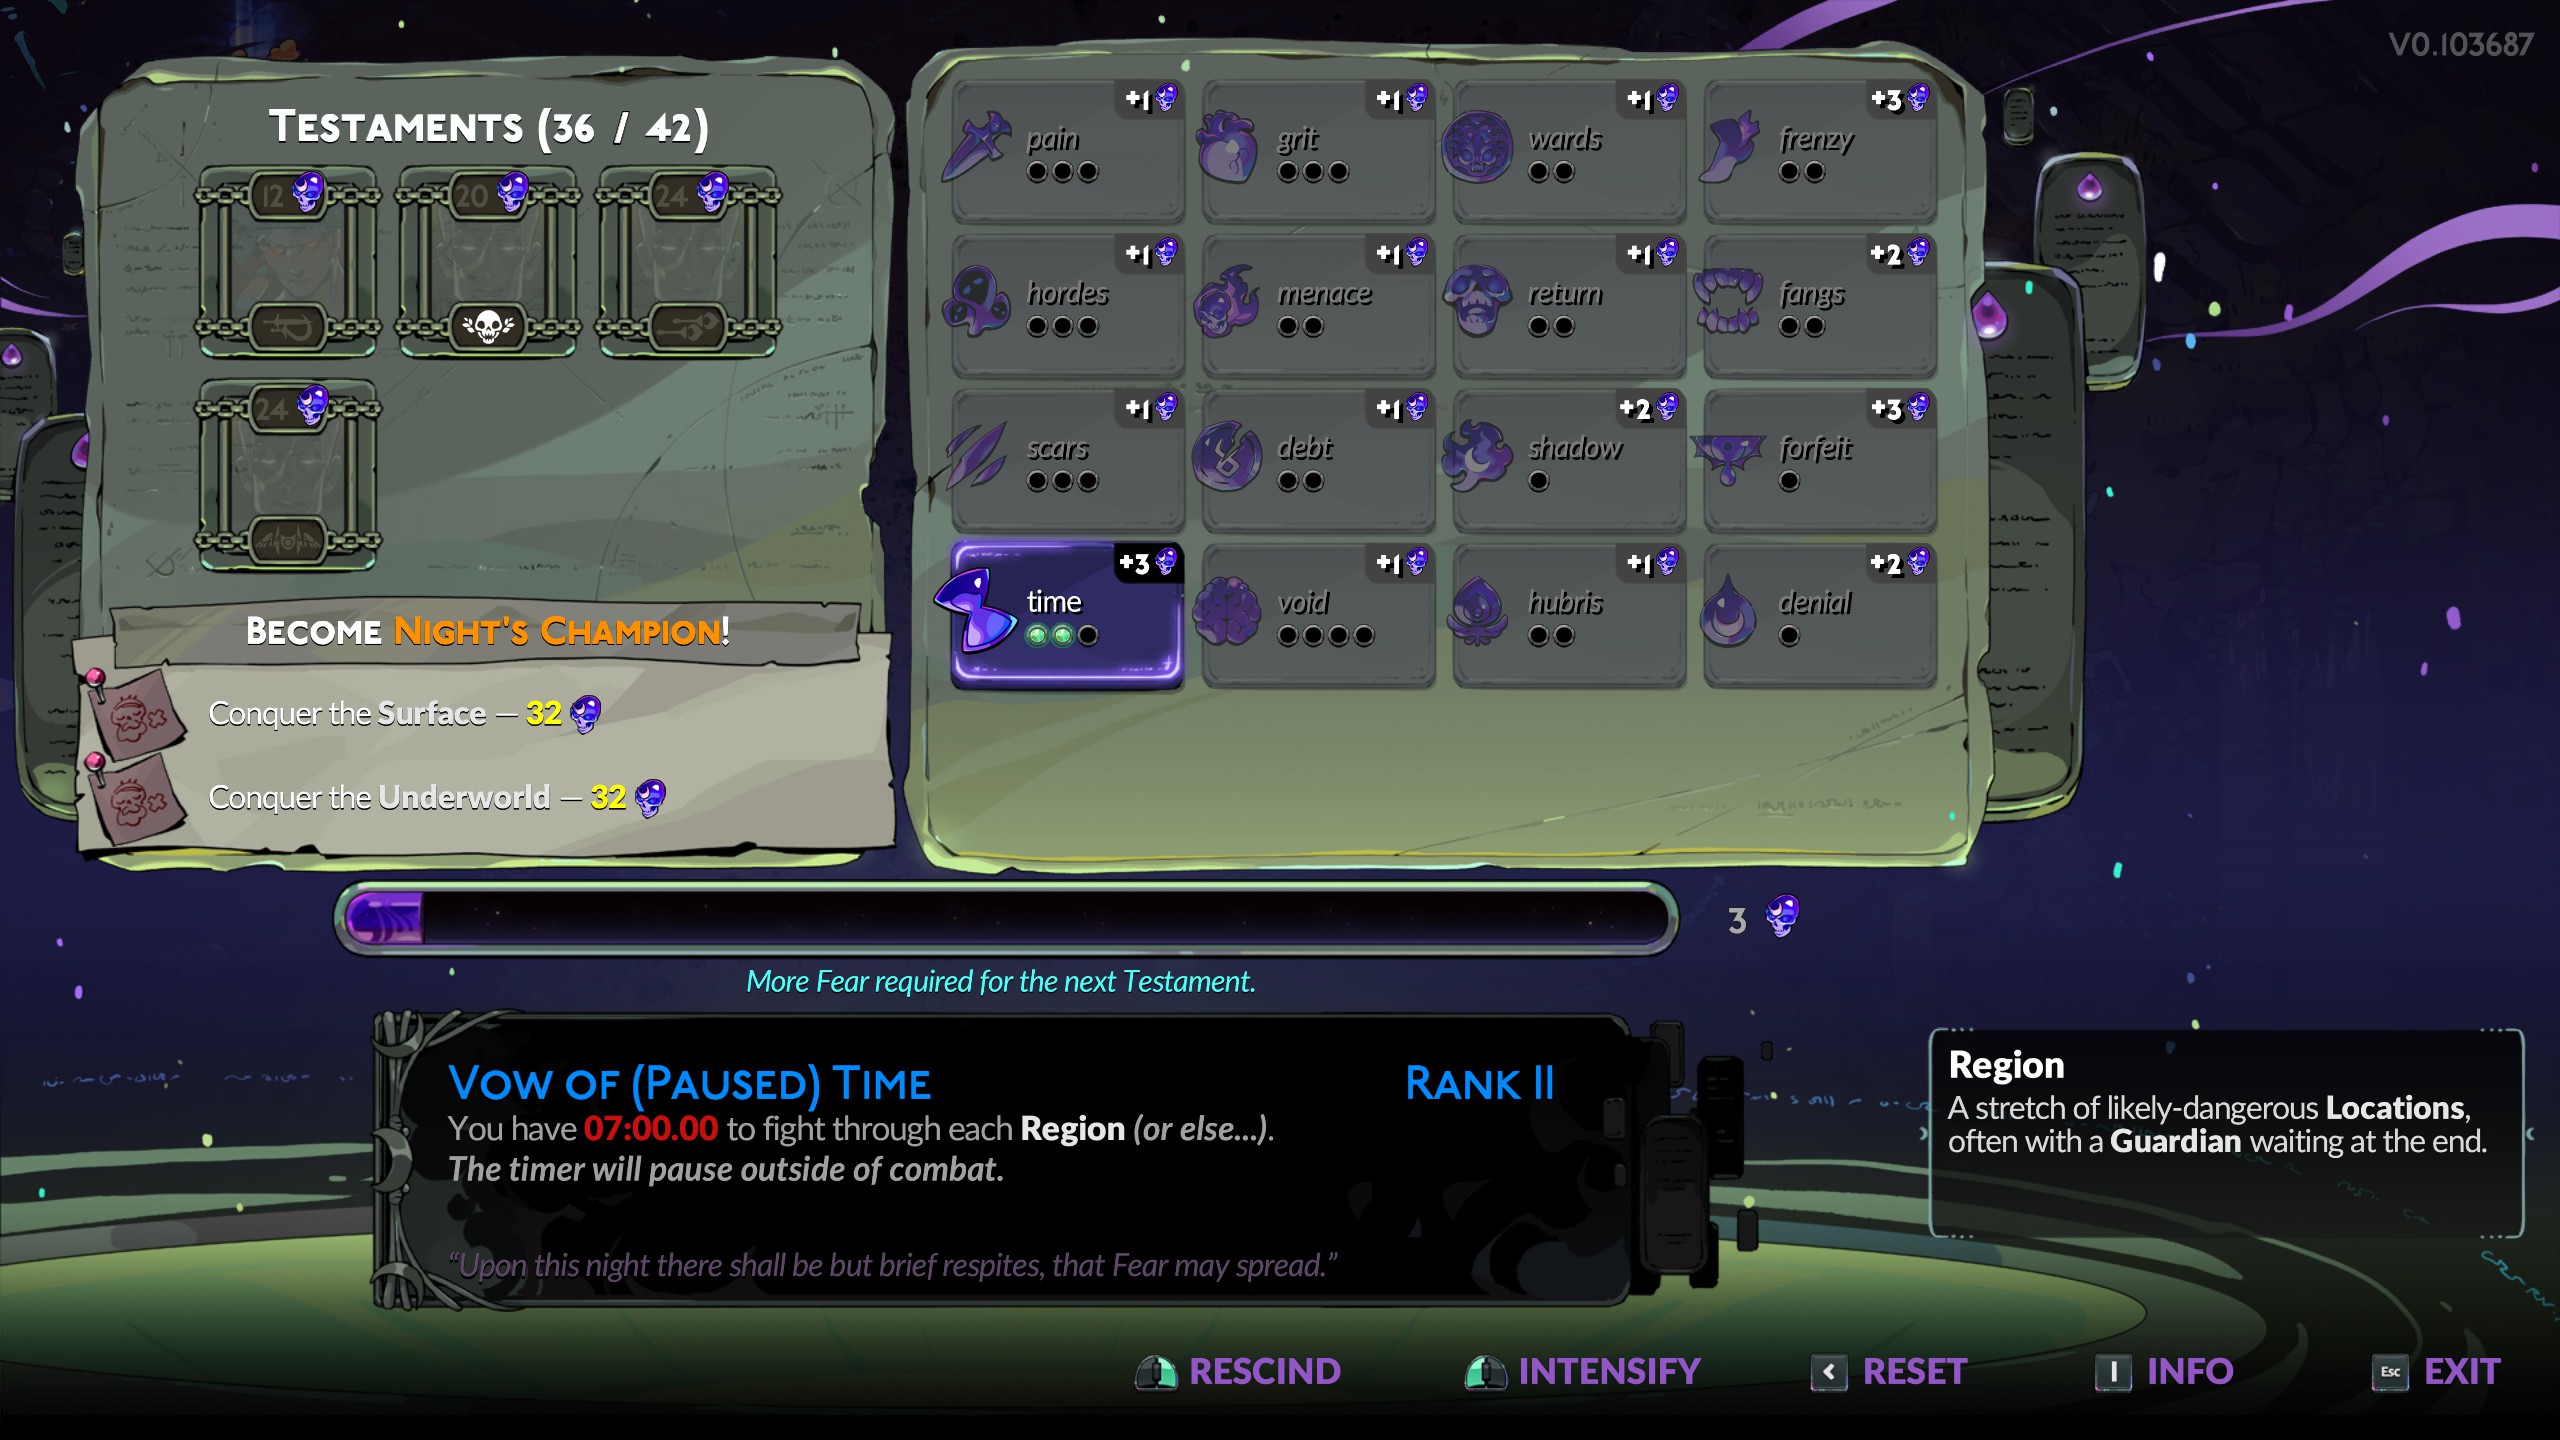 V0.103687
TESTAMENTS (36 / 42)
12
20
24
24
BECOME NIGHT'S CHAMPION!
Conquer the Surface – 32
Conquer the Underworld – 32
+1
pain
+1
grit
+1
wards
+3
frenzy
+1
hordes
+1
menace
+1
return
+2
fangs
+1
scars
+1
debt
+2
shadow
+3
forfeit
+3
time
+1
void
+1
hubris
+2
denial
3
More Fear required for the next Testament.
VOW OF (PAUSED) TIME
RANK II
You have 07:00.00 to fight through each Region (or else...).
The timer will pause outside of combat.
“Upon this night there shall be but brief respites, that Fear may spread.”
Region
A stretch of likely-dangerous Locations,
often with a Guardian waiting at the end.
RESCIND
INTENSIFY
< RESET
I INFO
Esc EXIT